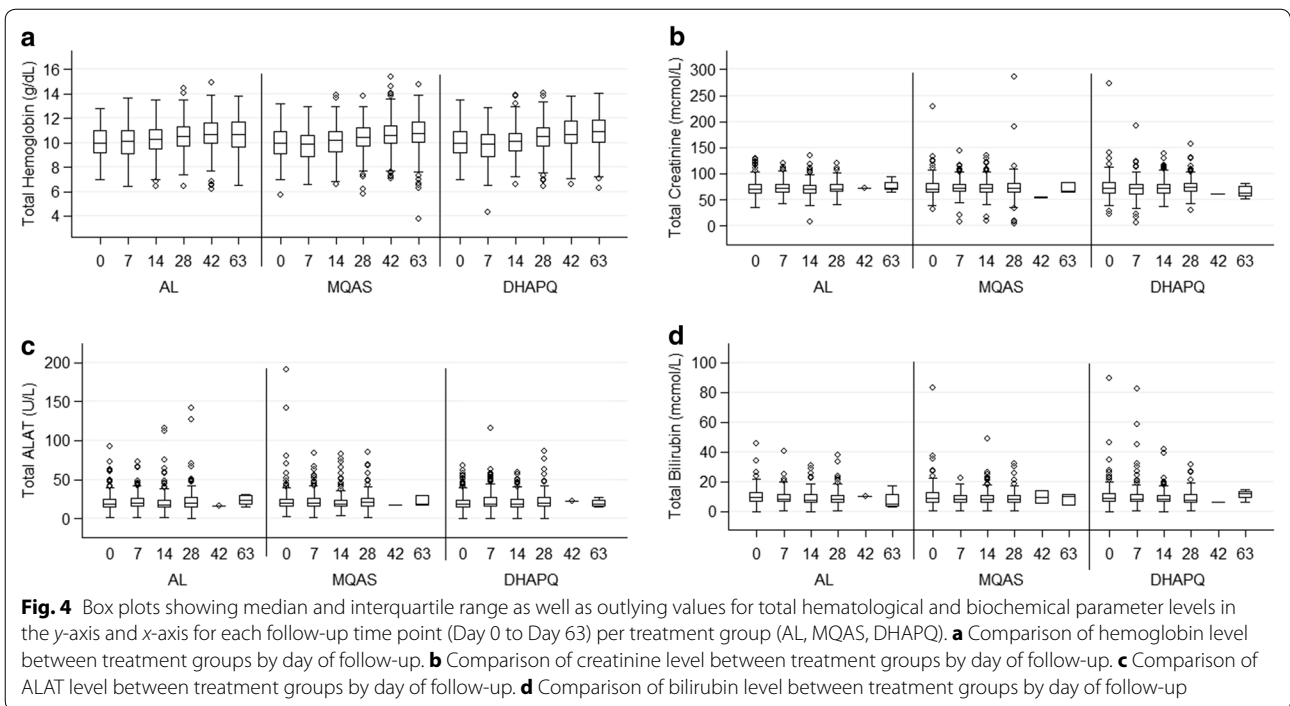 a
Total Hemoglobin (g/dL)
16
14
12
10
8
6
4
0 7 14 28 42 63 0 7 14 28 42 63 0 7 14 28 42 63
AL MQAS DHAPQ
b
Total Creatinine (mcmol/L)
300
250
200
150
100
50
0
0 7 14 28 42 63 0 7 14 28 42 63 0 7 14 28 42 63
AL MQAS DHAPQ
c
Total ALAT (U/L)
200
150
100
50
0
0 7 14 28 42 63 0 7 14 28 42 63 0 7 14 28 42 63
AL MQAS DHAPQ
d
Total Bilirubin (mcmol/L)
100
80
60
40
20
0
0 7 14 28 42 63 0 7 14 28 42 63 0 7 14 28 42 63
AL MQAS DHAPQ
Fig. 4 Box plots showing median and interquartile range as well as outlying values for total hematological and biochemical parameter levels in
the y-axis and x-axis for each follow-up time point (Day 0 to Day 63) per treatment group (AL, MQAS, DHAPQ). a Comparison of hemoglobin level
between treatment groups by day of follow-up. b Comparison of creatinine level between treatment groups by day of follow-up. c Comparison of
ALAT level between treatment groups by day of follow-up. d Comparison of bilirubin level between treatment groups by day of follow-up